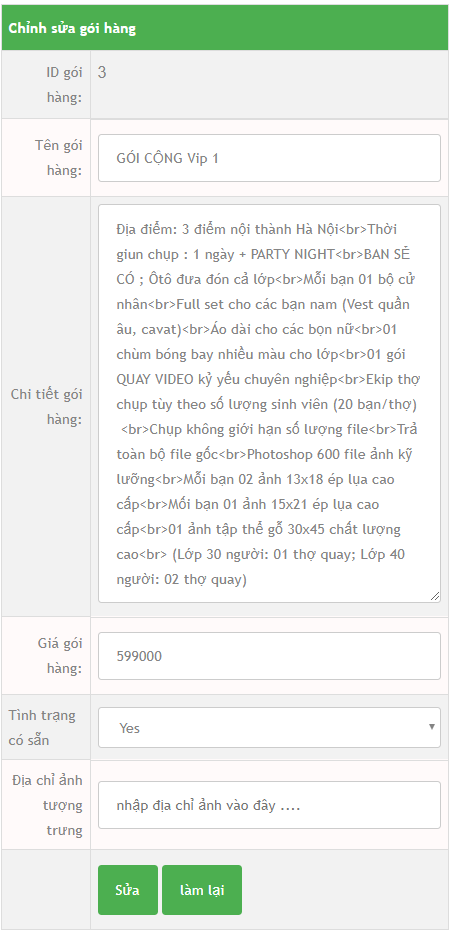 Chỉnh sửa gói hàng
ID gói
hàng:
3
Tên gói
hàng:
GÓI CỘNG Vip 1
Chi tiết gói
hàng:
Địa điểm: 3 điểm nội thành Hà Nội<br>Thời
giun chụp : 1 ngày + PARTY NIGHT<br>BAN SẼ
CÓ ; Ôtô đưa đón cả lớp<br>Mỗi bạn 01 bộ cử
nhân<br>Full set cho các bạn nam (Vest quần
âu, cavat)<br>Áo dài cho các bọn nữ<br>01
chùm bóng bay nhiều màu cho lớp<br>01 gói
QUAY VIDEO kỷ yếu chuyên nghiệp<br>Ekip thợ
chụp tùy theo số lượng sinh viên (20 bạn/thợ)
<br>Chụp không giới hạn số lượng file<br>Trả
toàn bộ file gốc<br>Photoshop 600 file ảnh kỹ
lưỡng<br>Mỗi bạn 02 ảnh 13x18 ép lụa cao
cấp<br>Mối bạn 01 ảnh 15x21 ép lụa cao
cấp<br>01 ảnh tập thể gỗ 30x45 chất lượng
cao<br> (Lớp 30 người: 01 thợ quay; Lớp 40
người: 02 thợ quay)
Giá gói
hàng:
599000
Tình trạng
có sẵn
Yes
Địa chỉ ảnh
tượng
trưng
nhập địa chỉ ảnh vào đây ....
Sửa
làm lại